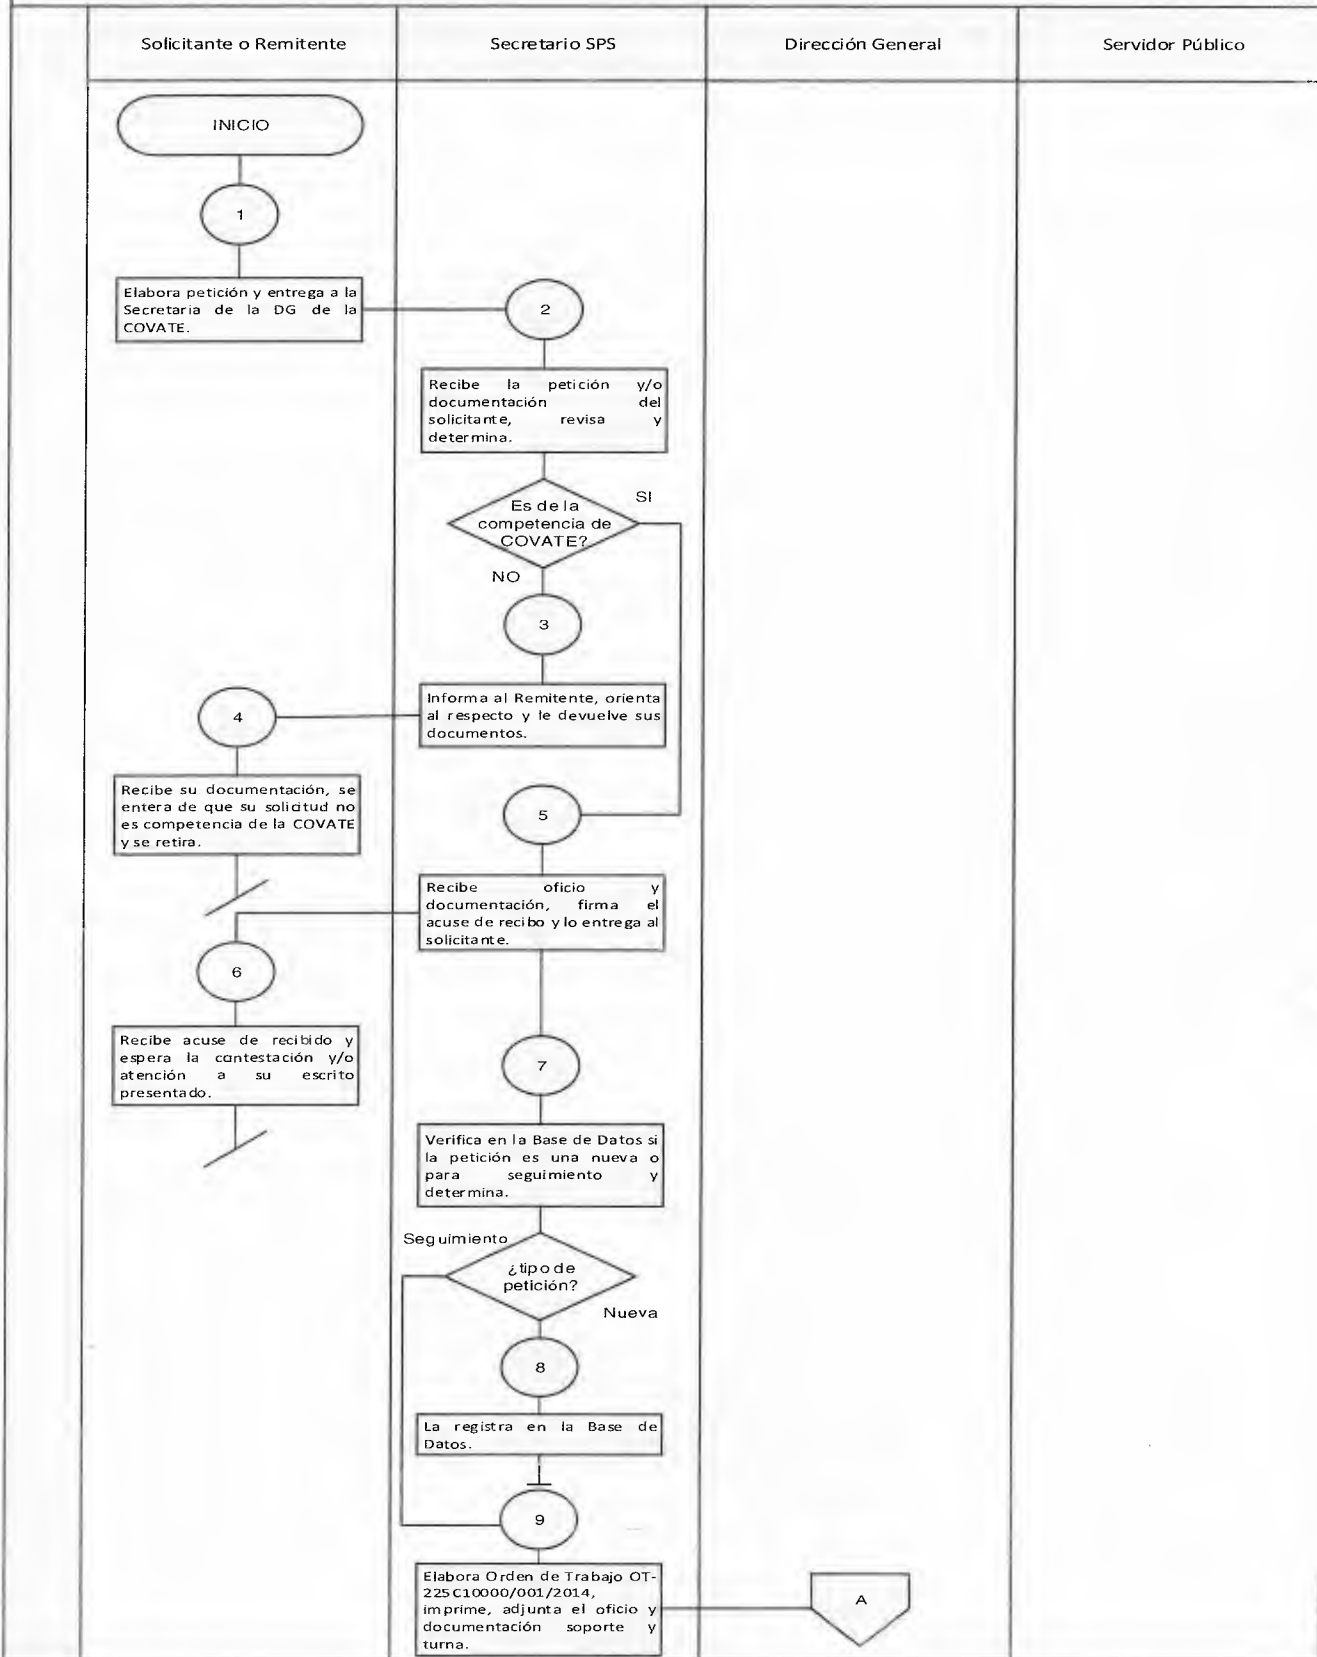 Solicitante o Remitente
Secretario SPS
Dirección General
Servidor Público
INICIO
1
Elabora petición y entrega a la
Secretaria de la DG de la
COVATE.
2
Recibe la petición y/o
documentación del
solicitante, revisa y
determina.
Es de la
competencia de
COVATE?
SI
NO
3
Informa al Remitente, orienta
al respecto y le devuelve sus
documentos.
4
Recibe su documentación, se
entera de que su solicitud no
es competencia de la COVATE
y se retira.
5
Recibe oficio y
documentación, firma el
acuse de recibo y lo entrega al
solicitante.
6
Recibe acuse de recibido y
espera la contestación y/o
atención a su escrito
presentado.
7
Verifica en la Base de Datos si
la petición es una nueva o
para seguimiento y
determina.
Seguimiento
¿tipo de
petición?
Nueva
8
La registra en la Base de
Datos.
9
Elabora Orden de Trabajo OT-
225C10000/001/2014,
imprime, adjunta el oficio y
documentación soporte y
turna.
A